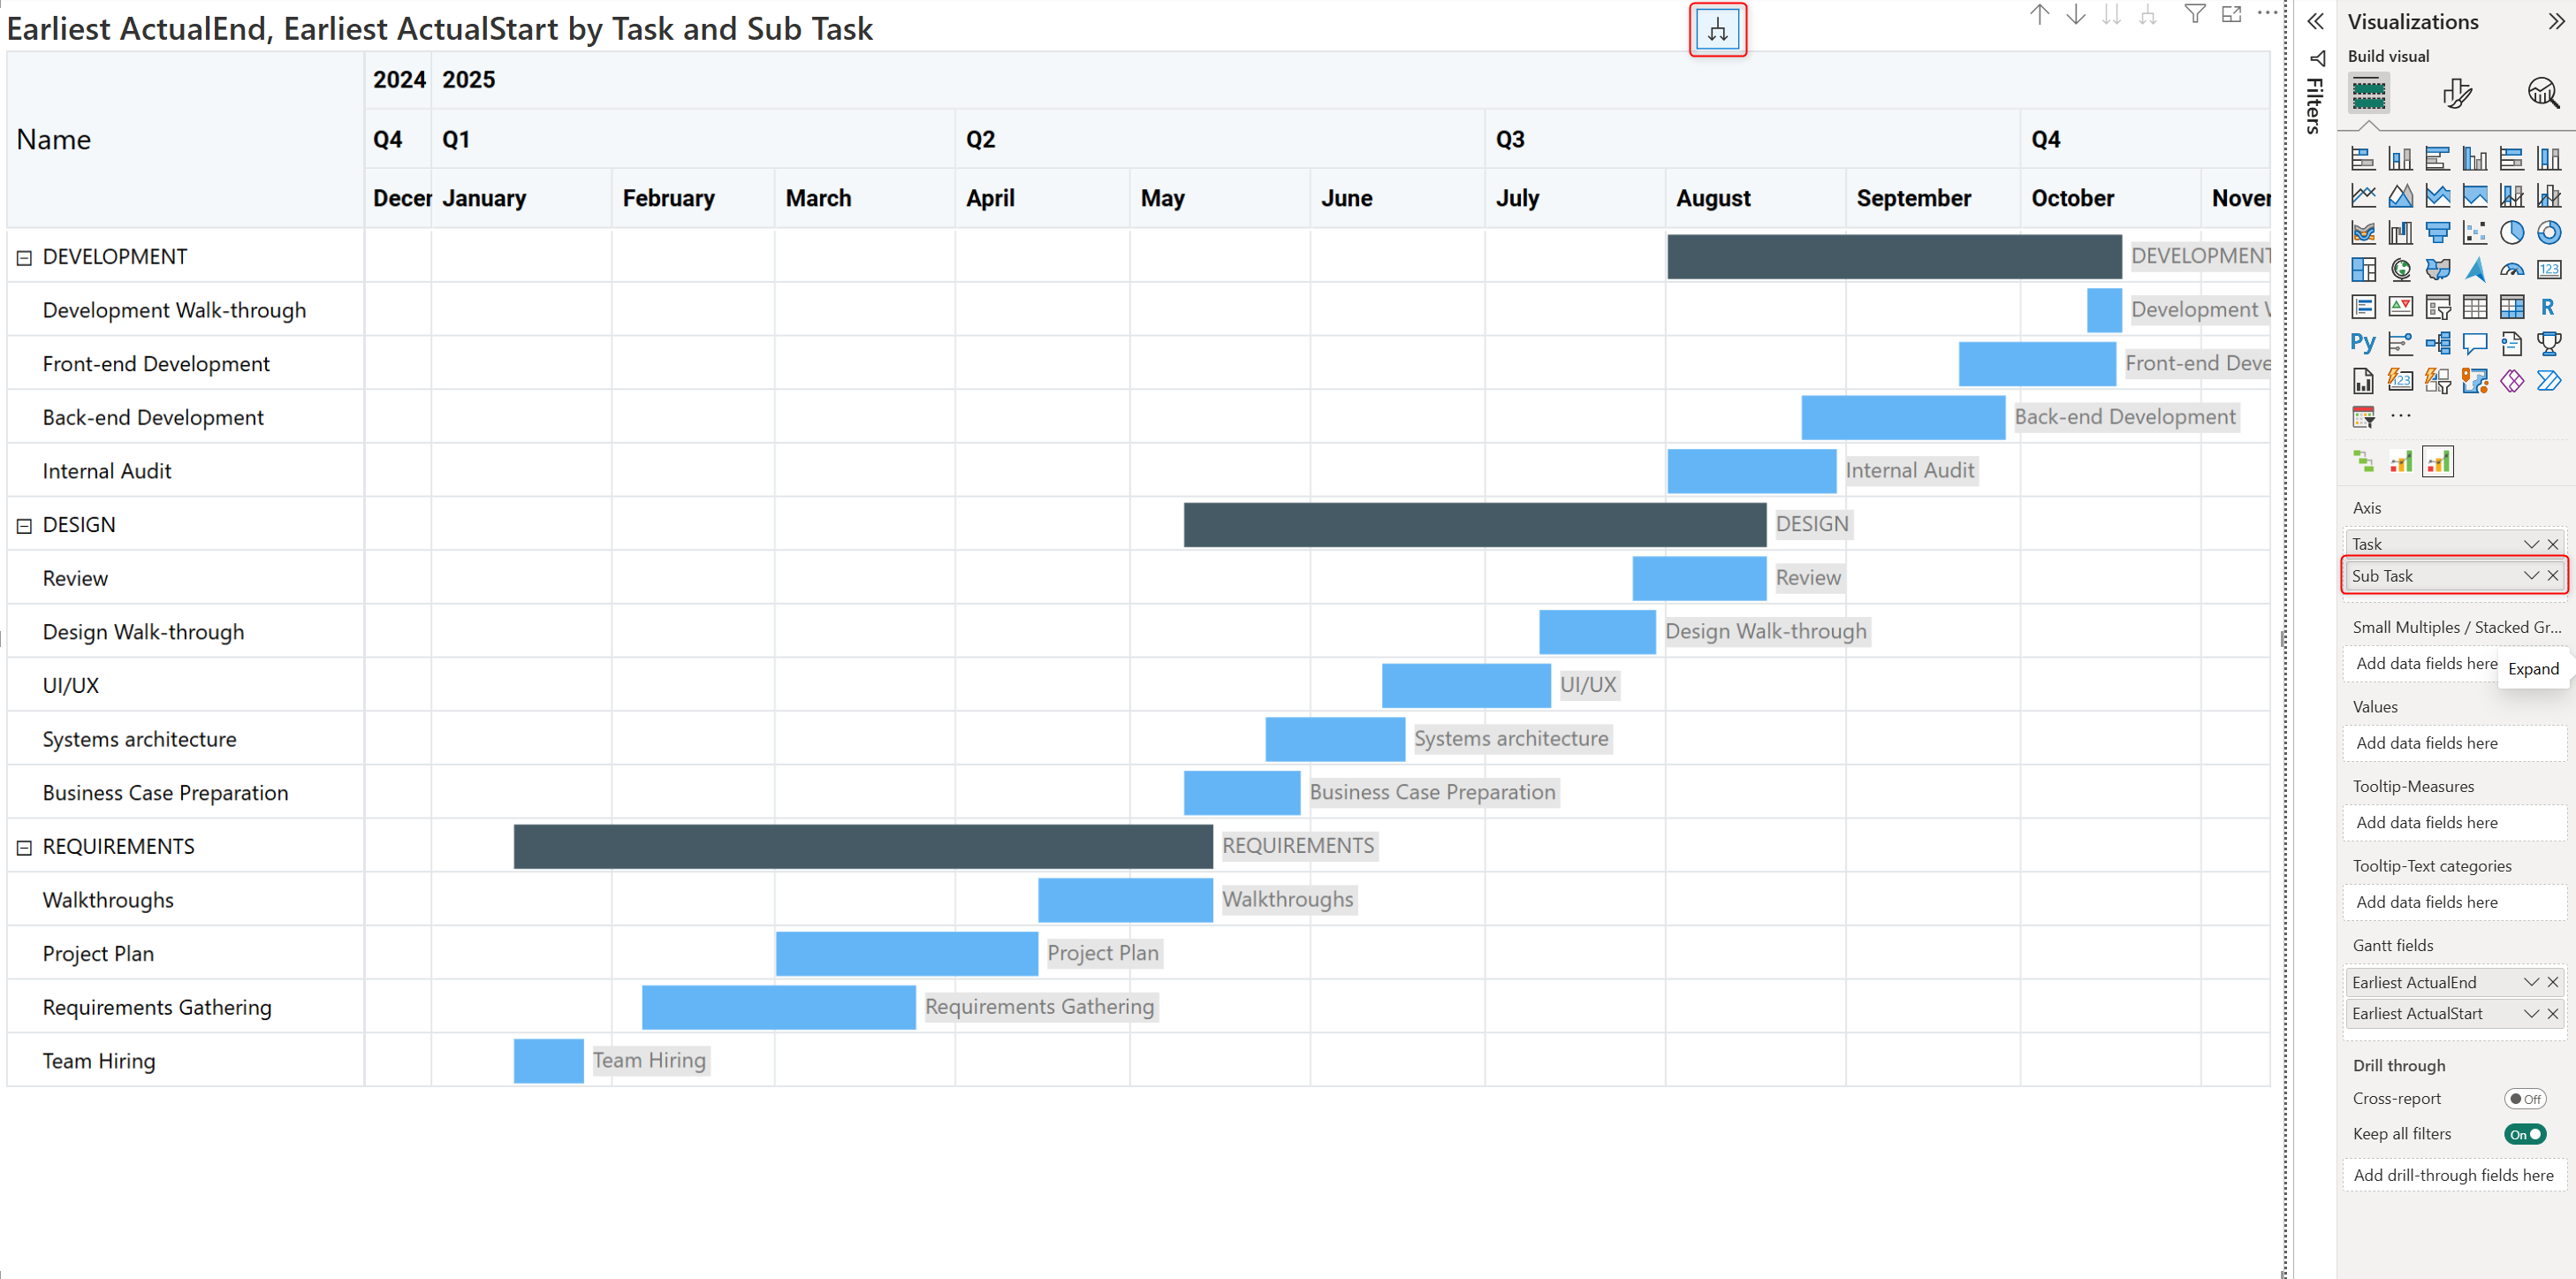 Earliest ActualEnd, Earliest ActualStart by Task and Sub Task
Name
2024 2025
Q4 Q1 Q2 Q3 Q4
Decer January February March April May June July August September October Nover
DEVELOPMENT DEVELOPMENT
Development Walk-through Development
Front-end Development Front-end Deve
Back-end Development Back-end Development
Internal Audit Internal Audit
DESIGN DESIGN
Review Review
Design Walk-through Design Walk-through
UI/UX UI/UX
Systems architecture Systems architecture
Business Case Preparation Business Case Preparation
REQUIREMENTS REQUIREMENTS
Walkthroughs Walkthroughs
Project Plan Project Plan
Requirements Gathering Requirements Gathering
Team Hiring Team Hiring
Filters
Visualizations
Build visual
123
R
Py
123
Axis
Task
Sub Task
Small Multiples / Stacked Gr...
Add data fields here
Expand
Values
Add data fields here
Tooltip-Measures
Add data fields here
Tooltip-Text categories
Add data fields here
Gantt fields
Earliest ActualEnd
Earliest ActualStart
Drill through
Cross-report Off
Keep all filters On
Add drill-through fields here